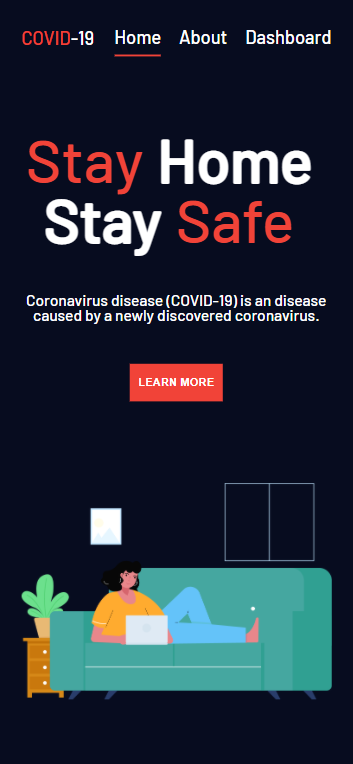 COVID-19 Home About Dashboard
Stay Home
Stay Safe
Coronavirus disease (COVID-19) is an disease
caused by a newly discovered coronavirus.
LEARN MORE